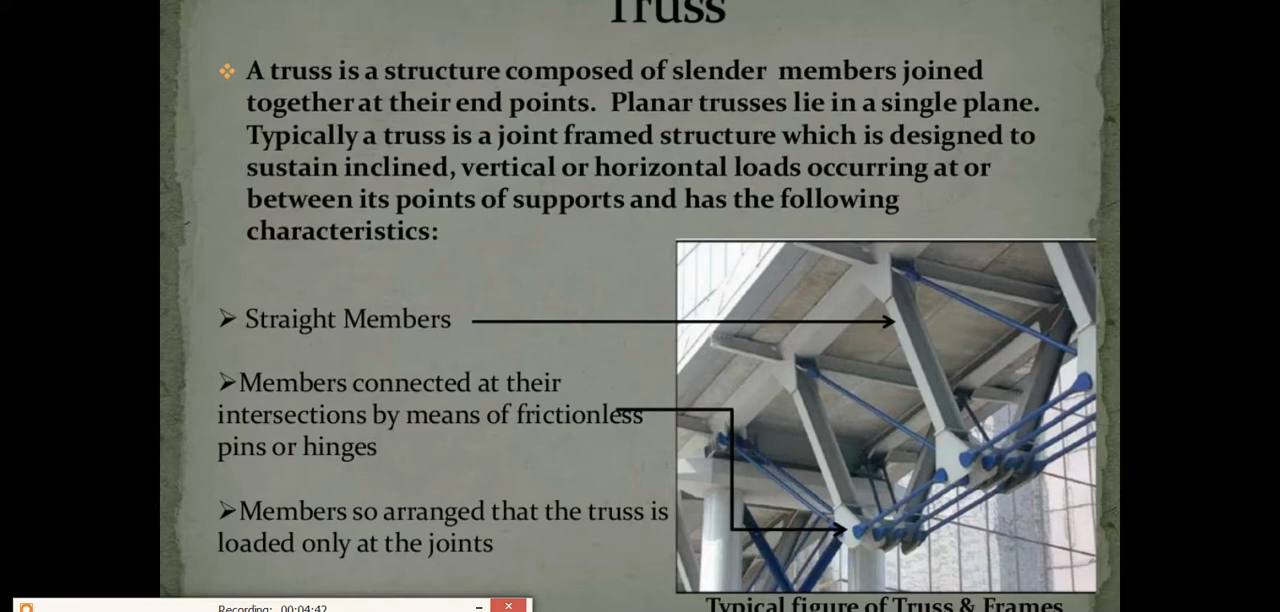 Truss
A truss is a structure composed of slender members joined
together at their end points. Planar trusses lie in a single plane.
Typically a truss is a joint framed structure which is designed to
sustain inclined, vertical or horizontal loads occurring at or
between its points of supports and has the following
characteristics:
Straight Members
Members connected at their
intersections by means of frictionless
pins or hinges
Members so arranged that the truss is
loaded only at the joints
Typical figure of Truss & Frames
Recording: 00:04:42